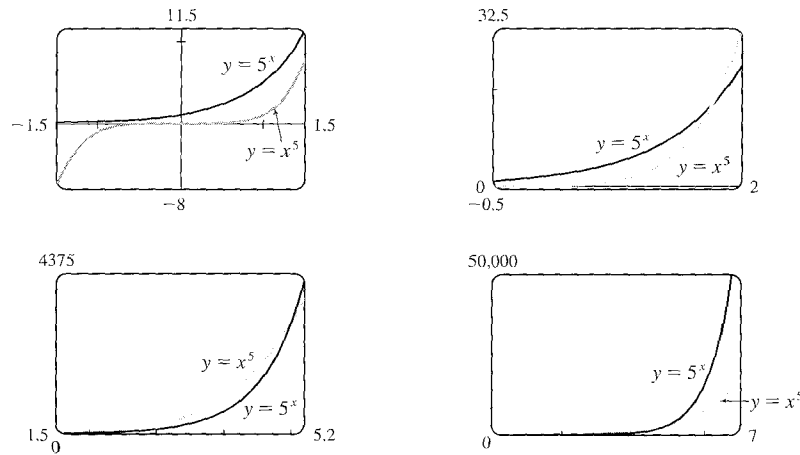 11.5
y = 5^x
-1.5
1.5
y = x^5
-8
32.5
y = 5^x
y = x^5
0
2
-0.5
4375
y = x^5
y = 5^x
1.5
0
5.2
50,000
y = 5^x
y = x^5
0
7